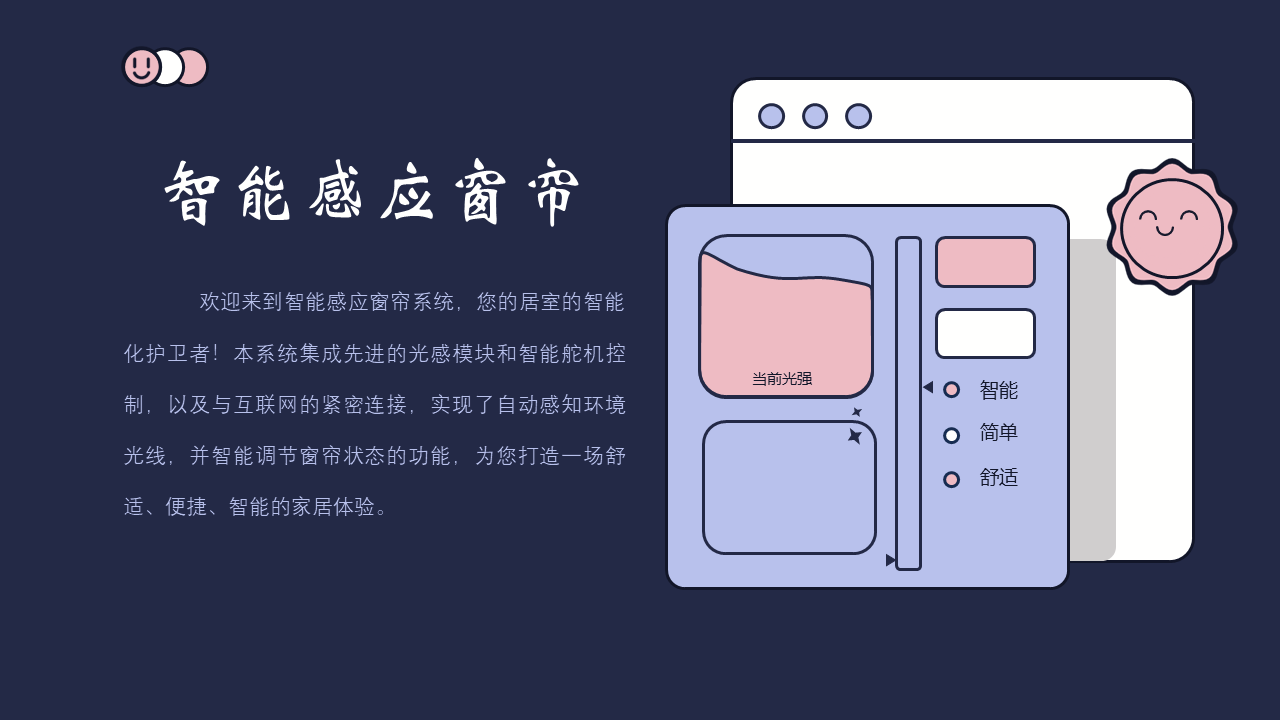 智能感应窗帘
欢迎来到智能感应窗帘系统，您的居室的智能
化护卫者！本系统集成先进的光感模块和智能舵机控
制，以及与互联网的紧密连接，实现了自动感知环境
光线，并智能调节窗帘状态的功能，为您打造一场舒
适、便捷、智能的家居体验。
当前光强
智能
简单
舒适